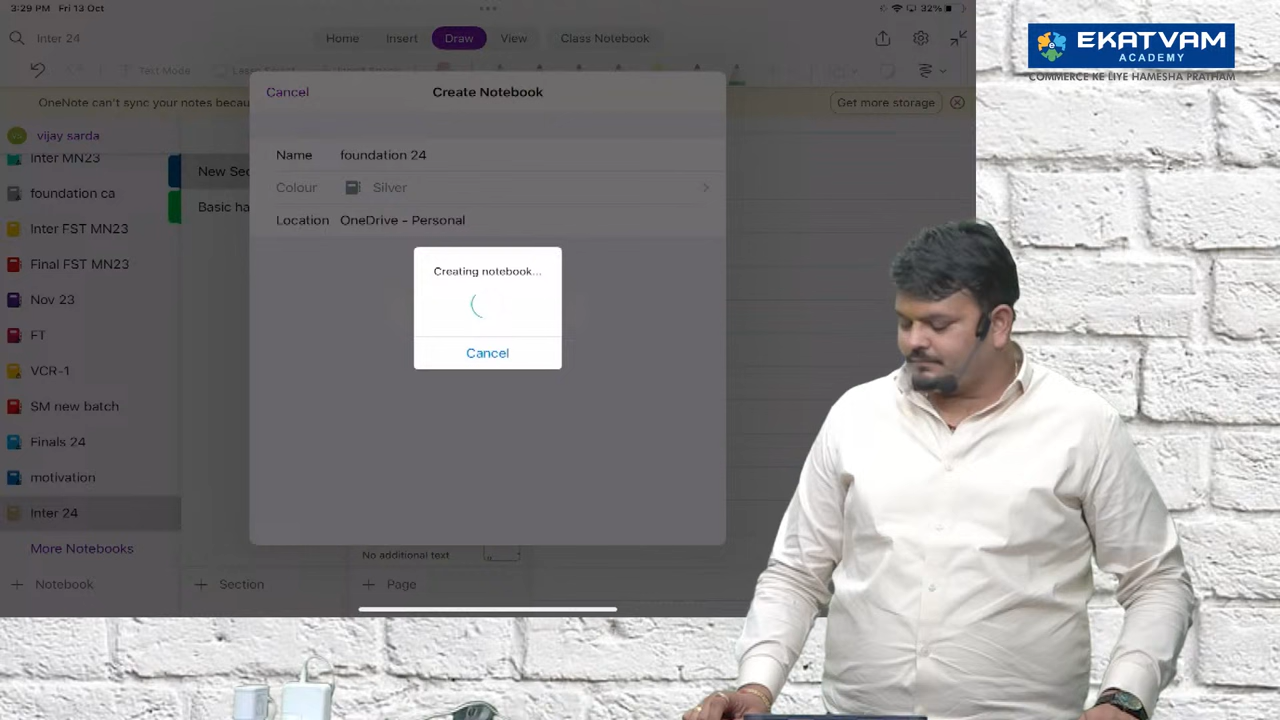 3:29 PM Fri 13 Oct
32%
Inter 24
Home
Insert
Draw
View
Class Notebook
Text Mode
OneNote can't sync your notes becau
Get more storage
Cancel
Create Notebook
vijay sarda
Inter MN23
foundation ca
Inter FST MN23
Final FST MN23
Nov 23
FT
VCR-1
SM new batch
Finals 24
motivation
Inter 24
More Notebooks
+ Notebook
New Sec
Basic ha
+ Section
No additional text
+ Page
Name foundation 24
Colour Silver
Location OneDrive - Personal
Creating notebook...
Cancel
EKATVAM
ACADEMY
COMMERCE KE LIYE HAMESHA PRATHAM